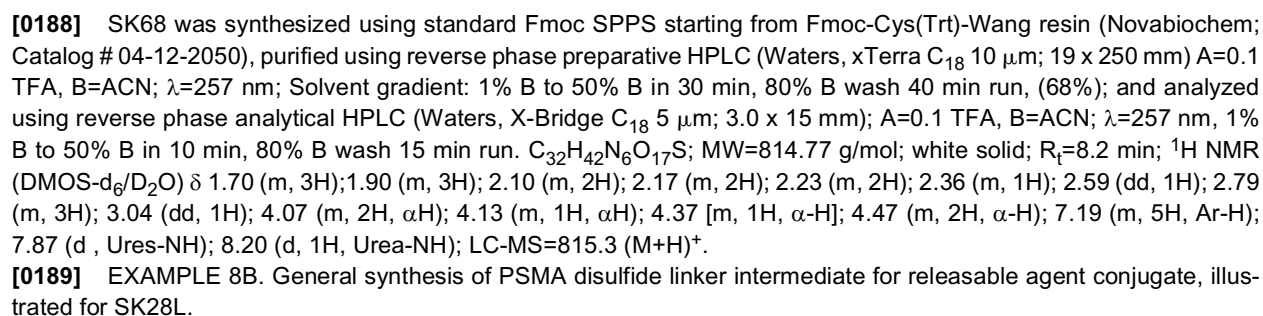 [0188] SK68 was synthesized using standard Fmoc SPPS starting from Fmoc-Cys(Trt)-Wang resin (Novabiochem;
Catalog # 04-12-2050), purified using reverse phase preparative HPLC (Waters, xTerra C18 10 μm; 19 x 250 mm) A=0.1
TFA, B=ACN; λ=257 nm; Solvent gradient: 1% B to 50% B in 30 min, 80% B wash 40 min run, (68%); and analyzed
using reverse phase analytical HPLC (Waters, X-Bridge C18 5 μm; 3.0 x 15 mm); A=0.1 TFA, B=ACN; λ=257 nm, 1%
B to 50% B in 10 min, 80% B wash 15 min run. C32H42N6O17S; MW=814.77 g/mol; white solid; Rt=8.2 min; 1H NMR
(DMOS-d6/D2O) δ 1.70 (m, 3H);1.90 (m, 3H); 2.10 (m, 2H); 2.17 (m, 2H); 2.23 (m, 2H); 2.36 (m, 1H); 2.59 (dd, 1H); 2.79
(m, 3H); 3.04 (dd, 1H); 4.07 (m, 2H, αH); 4.13 (m, 1H, αH); 4.37 [m, 1H, α-H]; 4.47 (m, 2H, α-H); 7.19 (m, 5H, Ar-H);
7.87 (d , Ures-NH); 8.20 (d, 1H, Urea-NH); LC-MS=815.3 (M+H)+.
[0189] EXAMPLE 8B. General synthesis of PSMA disulfide linker intermediate for releasable agent conjugate, illus-
trated for SK28L.